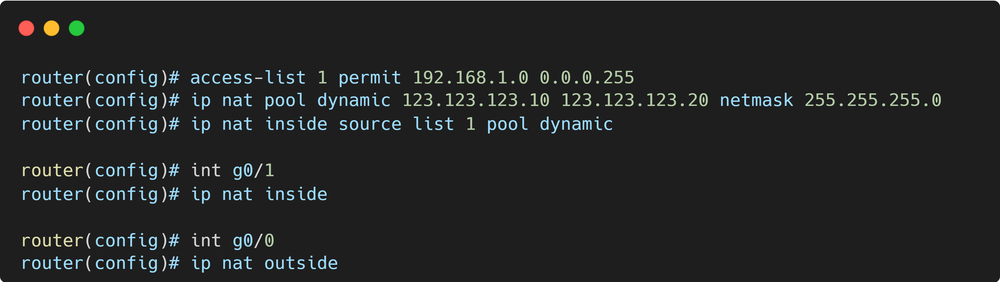 router(config)# access-list 1 permit 192.168.1.0 0.0.0.255
router(config)# ip nat pool dynamic 123.123.123.10 123.123.123.20 netmask 255.255.255.0
router(config)# ip nat inside source list 1 pool dynamic
router(config)# int g0/1
router(config)# ip nat inside
router(config)# int g0/0
router(config)# ip nat outside